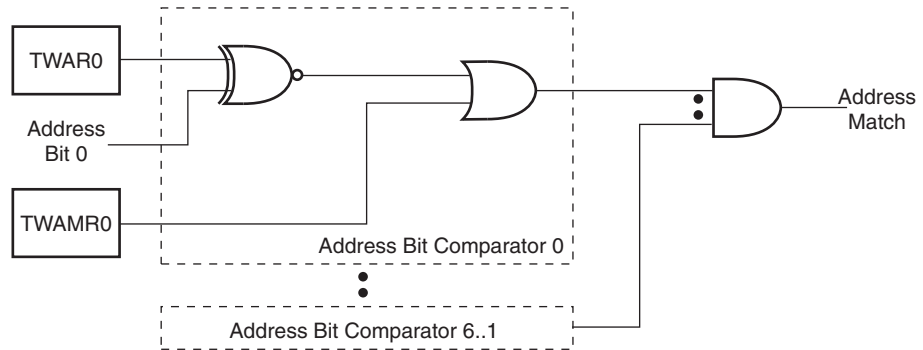 TWAR0
Address
Bit 0
TWAMR0
Address Bit Comparator 0
Address Bit Comparator 6..1
Address
Match